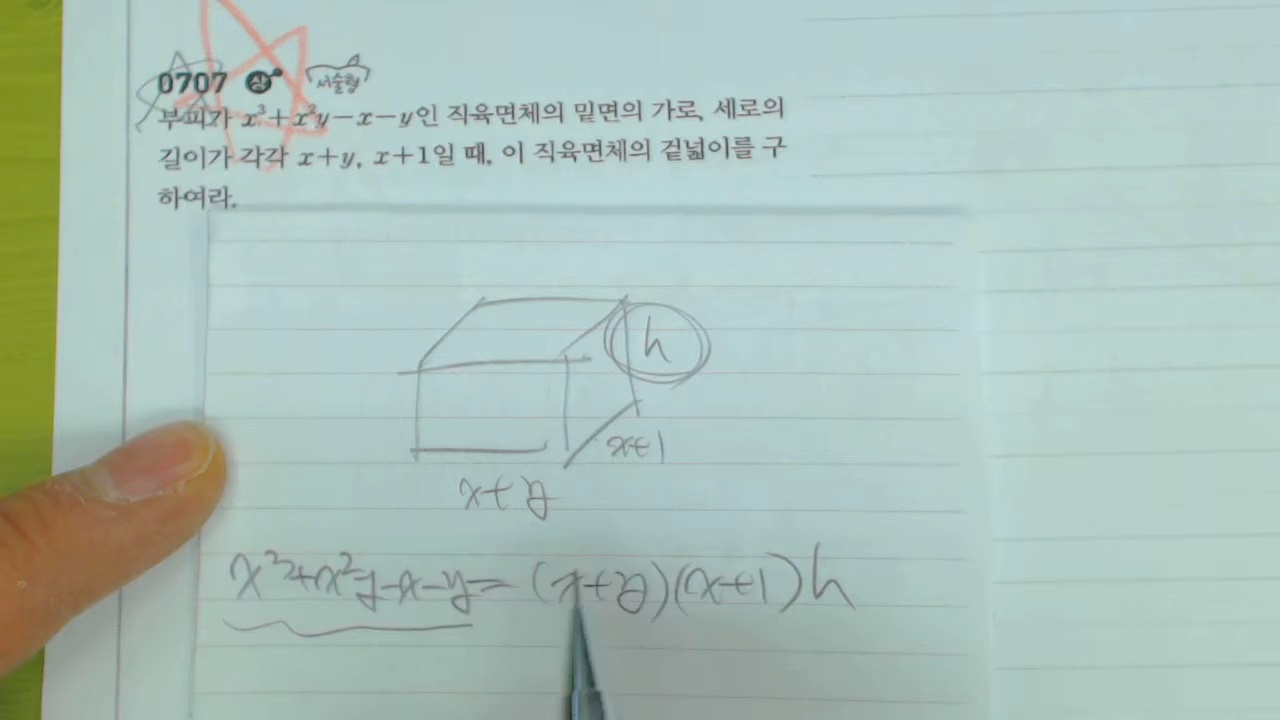 0707 상 서술형
부피가 x³+x²y-x-y인 직육면체의 밑면의 가로, 세로의
길이가 각각 x+y, x+1일 때, 이 직육면체의 겉넓이를 구
하여라.
h
x+1
x+y
x³+x²y-x-y=(x+y)(x+1)h